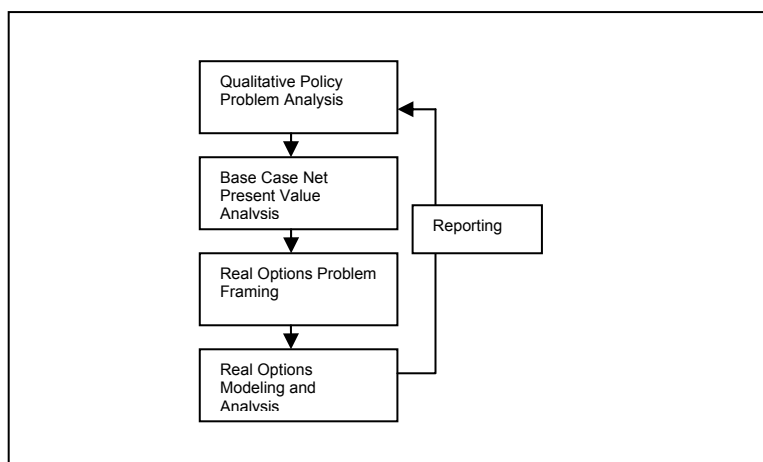 Qualitative Policy
Problem Analysis
Base Case Net
Present Value
Analysis
Reporting
Real Options Problem
Framing
Real Options
Modeling and
Analysis